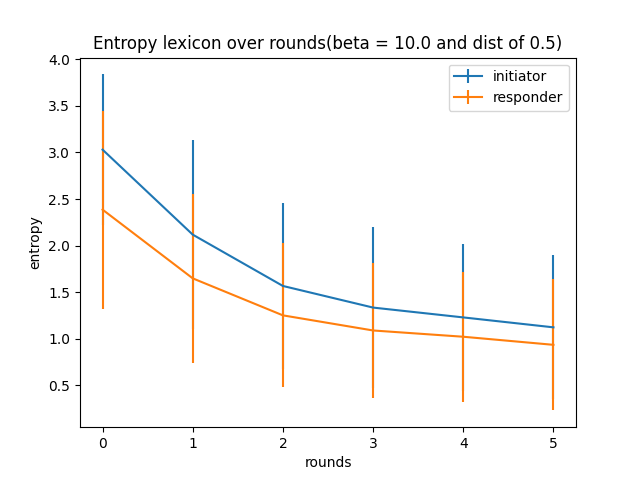 Entropy lexicon over rounds(beta = 10.0 and dist of 0.5)
initiator
responder
4.0
3.5
3.0
2.5
2.0
1.5
1.0
0.5
entropy
0 1 2 3 4 5
rounds